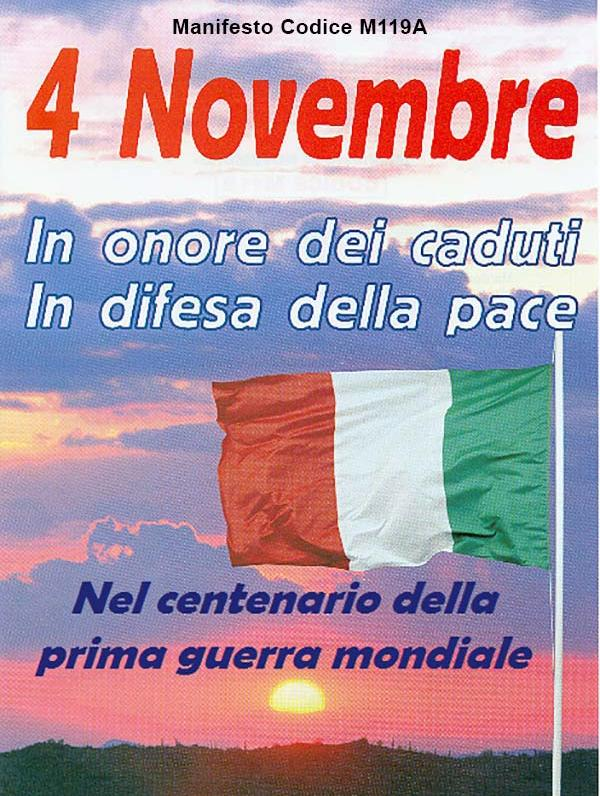 Manifesto Codice M119A
4 Novembre
In onore dei caduti
In difesa della pace
Nel centenario della
prima guerra mondiale